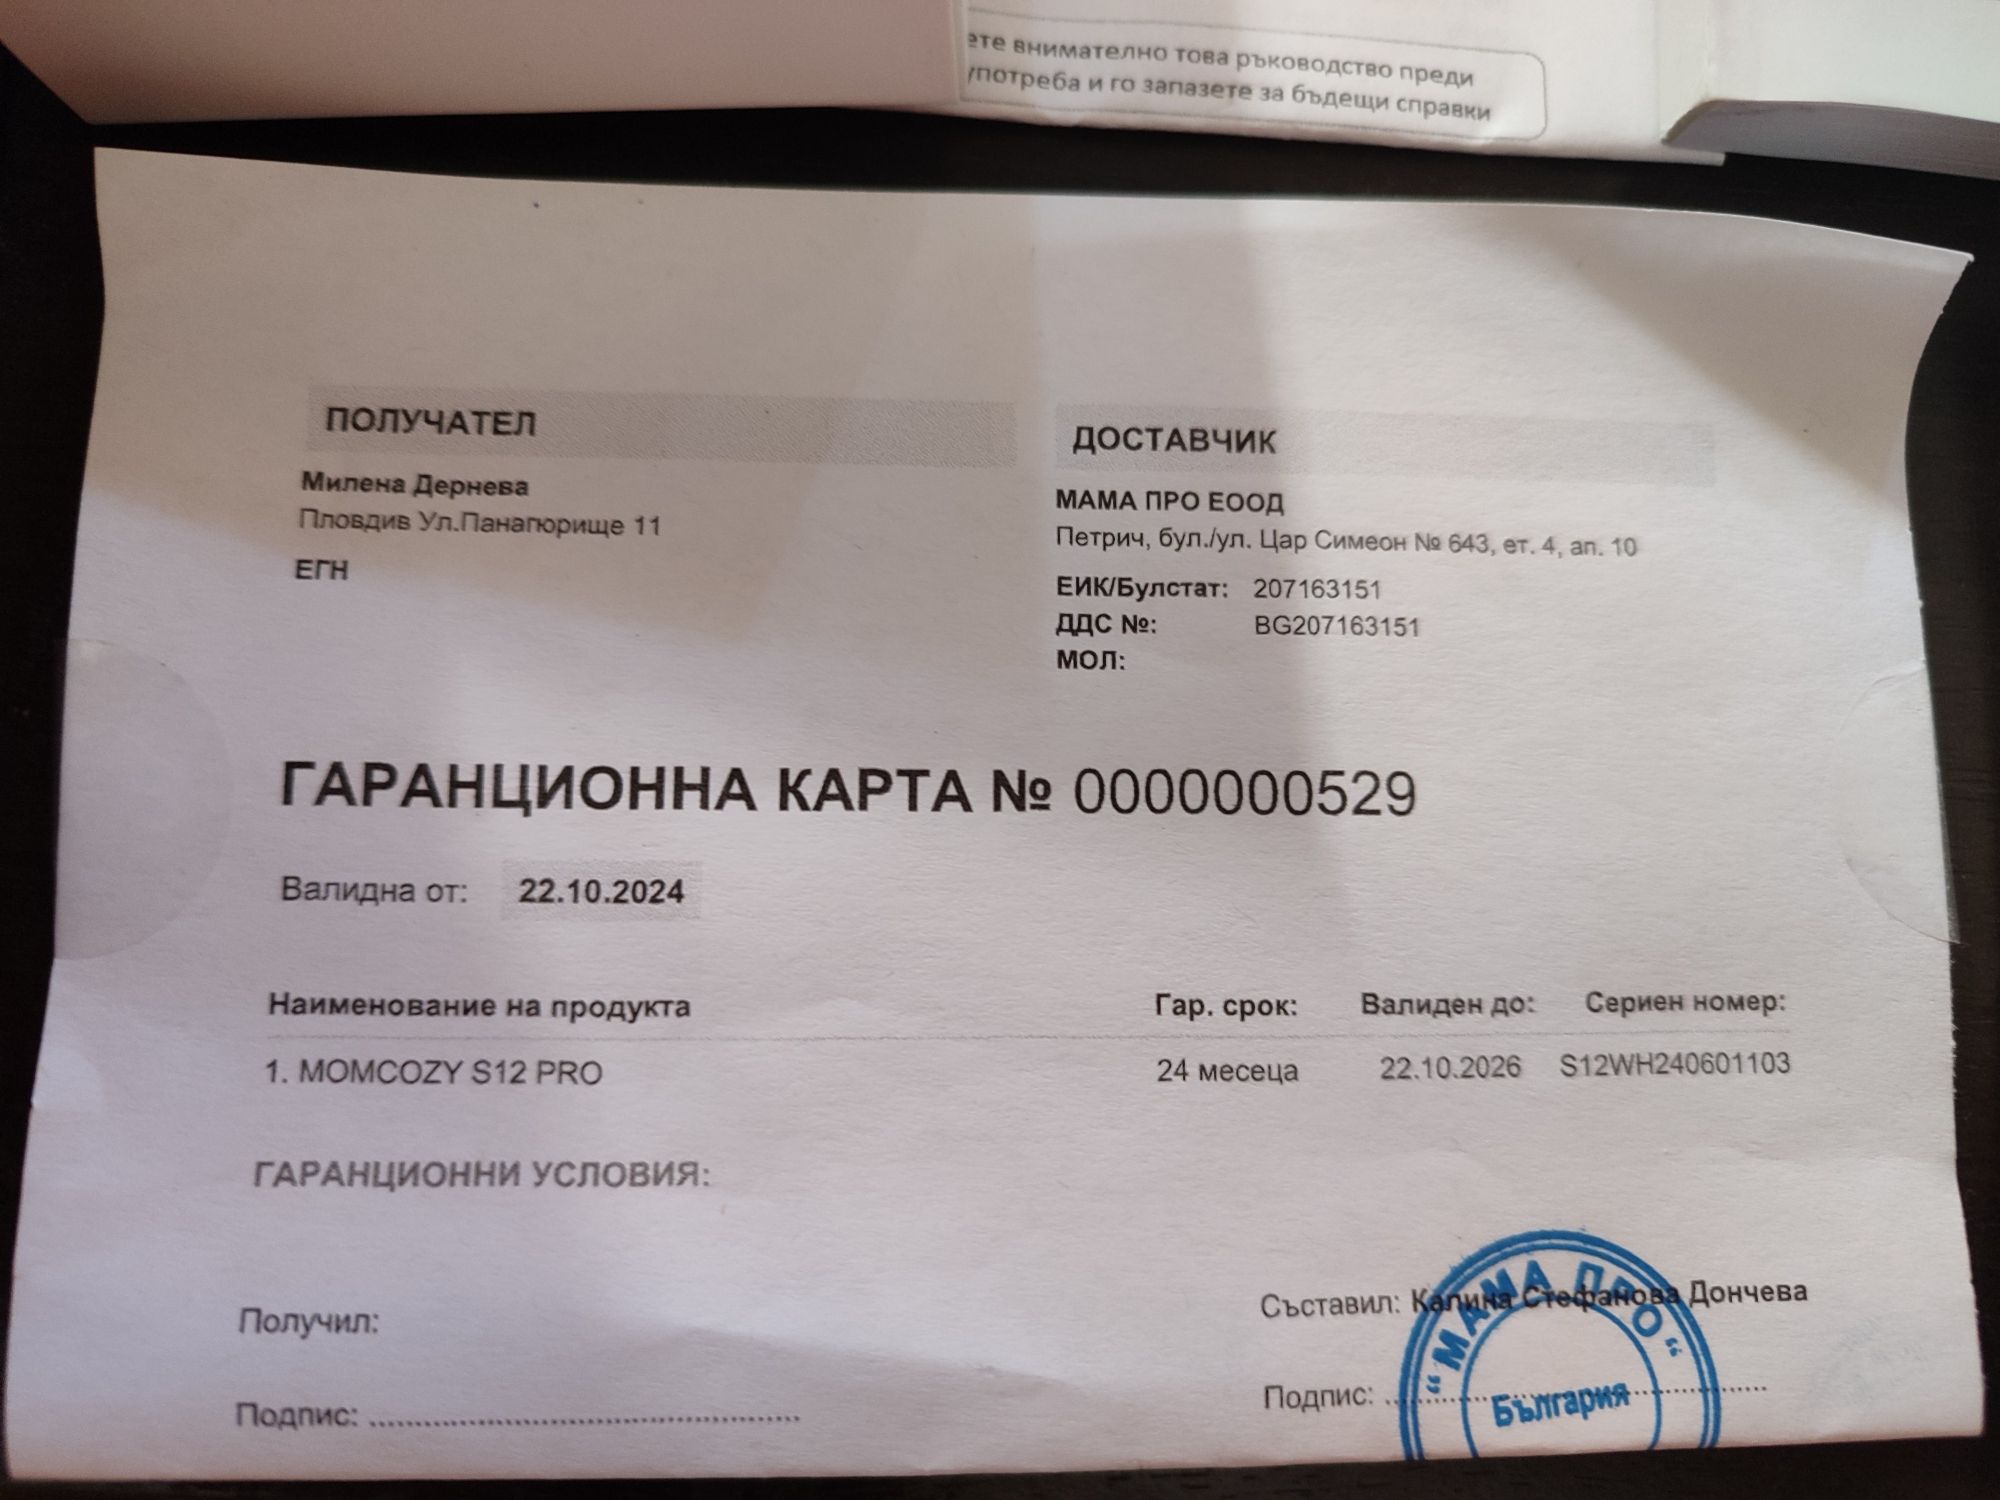 ете внимателно това ръководство преди
употреба и го запазете за бъдещи справки
ПОЛУЧАТЕЛ
Милена Дернева
Пловдив Ул.Панагюрище 11
ЕГН
ДОСТАВЧИК
МАМА ПРО ЕООД
Петрич, бул./ул. Цар Симеон № 643, ет. 4, ап. 10
ЕИК/Булстат: 207163151
ДДС №: BG207163151
МОЛ:
ГАРАНЦИОННА КАРТА № 0000000529
Валидна от: 22.10.2024
Наименование на продукта Гар. срок: Валиден до: Сериен номер:
1. MOMCOZY S12 PRO 24 месеца 22.10.2026 S12WH240601103
ГАРАНЦИОННИ УСЛОВИЯ:
Получил:
Подпис: ................................................
Съставил: Калина Стефанова Дончева
Подпис: ................................................
"МАМА ПРО"
България